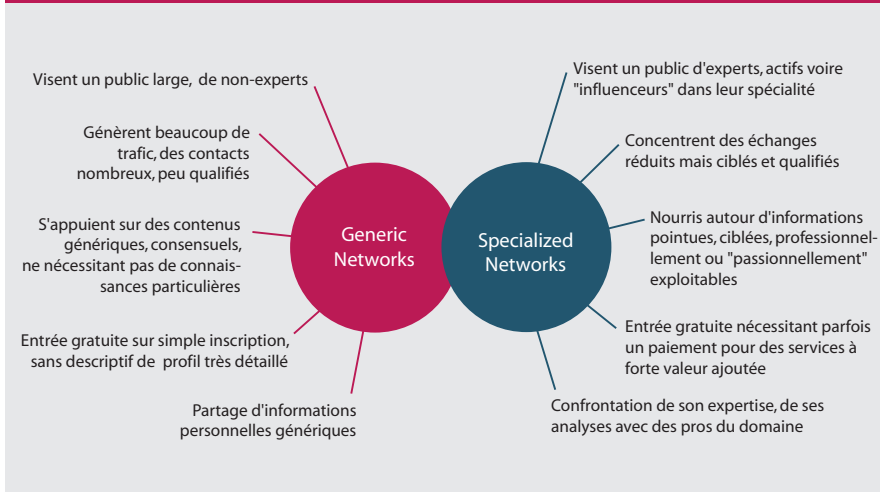 Visent un public large, de non-experts
Génèrent beaucoup de
trafic, des contacts
nombreux, peu qualifiés
S'appuient sur des contenus
génériques, consensuels,
ne nécessitant pas de connais-
sances particulières
Entrée gratuite sur simple inscription,
sans descriptif de profil très détaillé
Partage d'informations
personnelles génériques
Generic
Networks
Specialized
Networks
Visent un public d'experts, actifs voire
"influenceurs" dans leur spécialité
Concentrent des échanges
réduits mais ciblés et qualifiés
Nourris autour d'informations
pointues, ciblées, professionnel-
lement ou "passionnellement"
exploitables
Entrée gratuite nécessitant parfois
un paiement pour des services à
forte valeur ajoutée
Confrontation de son expertise, de ses
analyses avec des pros du domaine